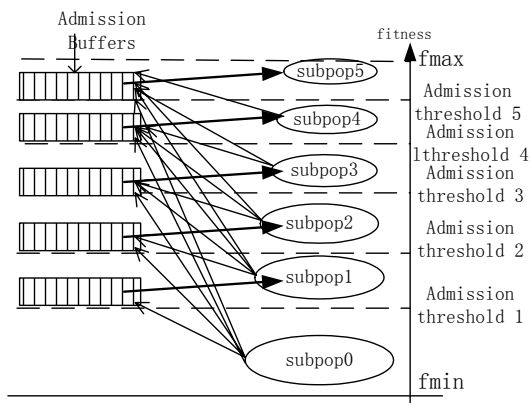 Admission
Buffers
fitness
fmax
subpop5
Admission
threshold 5
subpop4
Admission
lthreshold 4
subpop3
Admission
threshold 3
subpop2
Admission
threshold 2
subpop1
Admission
threshold 1
subpop0
fmin